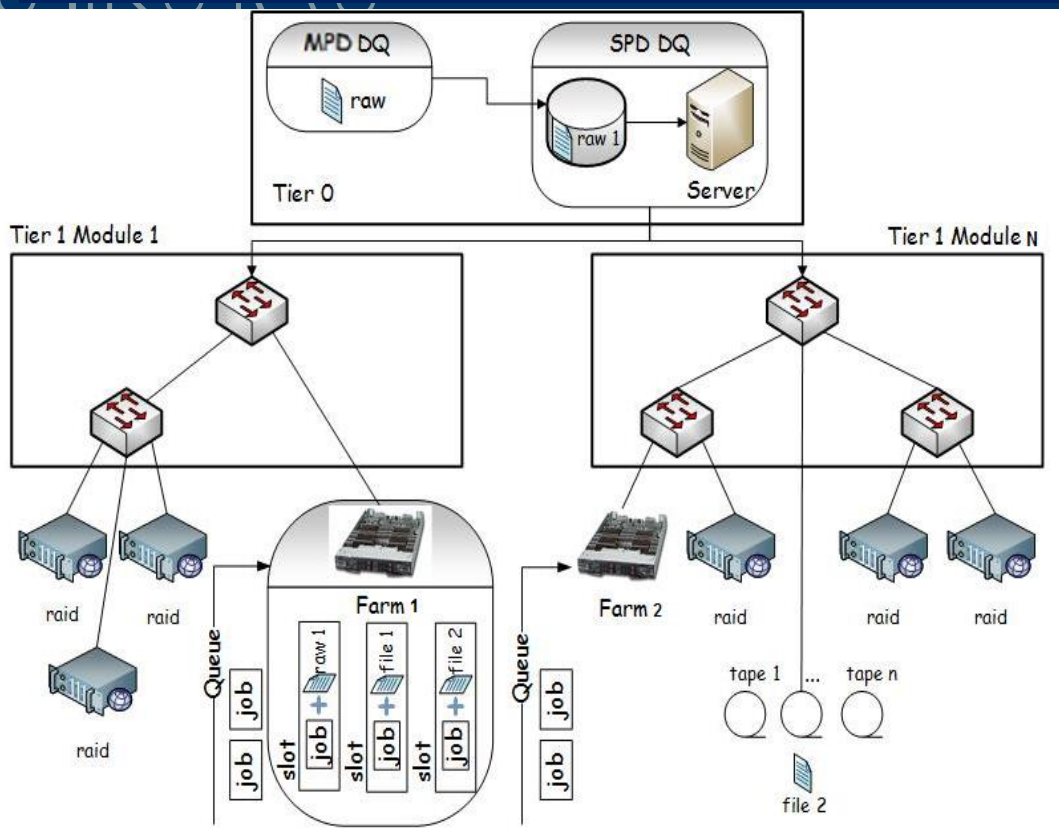 MPD DQ
SPD DQ
raw
raw 1
Tier 0
Server
Tier 1 Module 1
Tier 1 Module N
raid
raid
raid
Farm 1
Queue
job
job
slot
job
+
raw 1
slot
job
+
file 1
slot
job
+
file 2
Queue
job
job
Farm 2
raid
raid
raid
tape 1
...
tape n
file 2